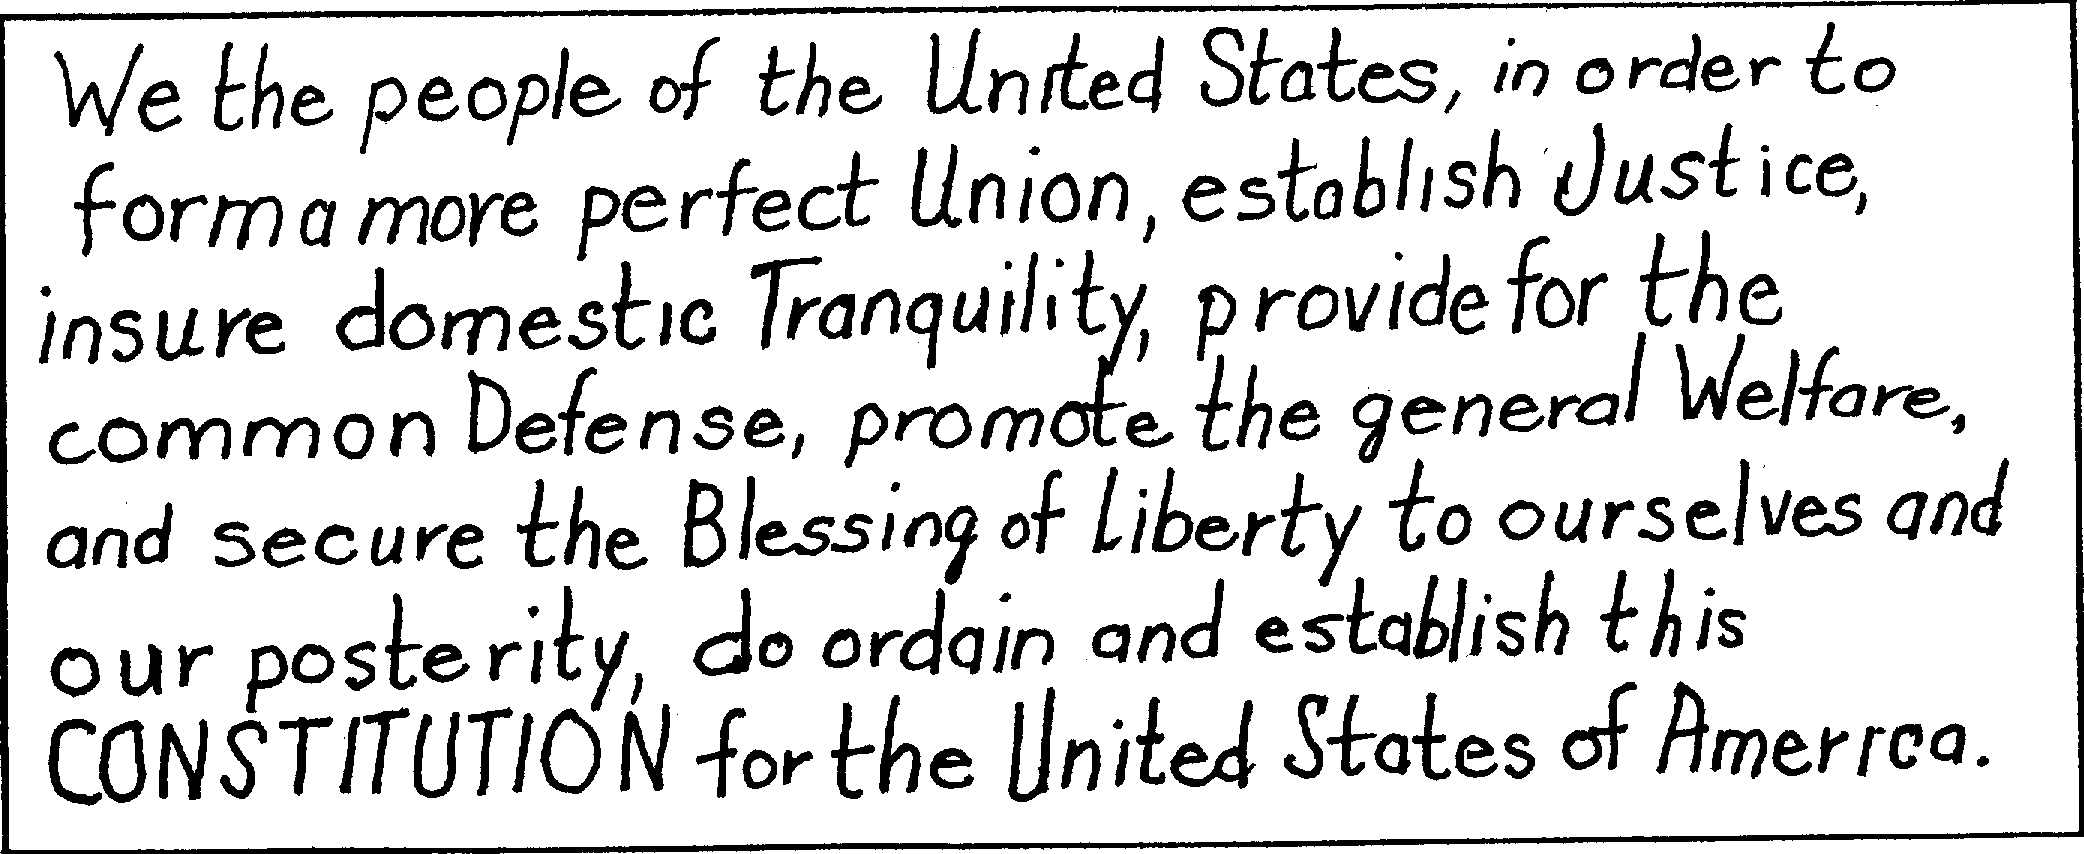 We the people of the United States, in order to
form a more perfect Union, establish Justice,
insure domestic Tranquility, provide for the
common Defense, promote the general Welfare,
and secure the Blessing of Liberty to ourselves and
our posterity, do ordain and establish this
CONSTITUTION for the United States of America.